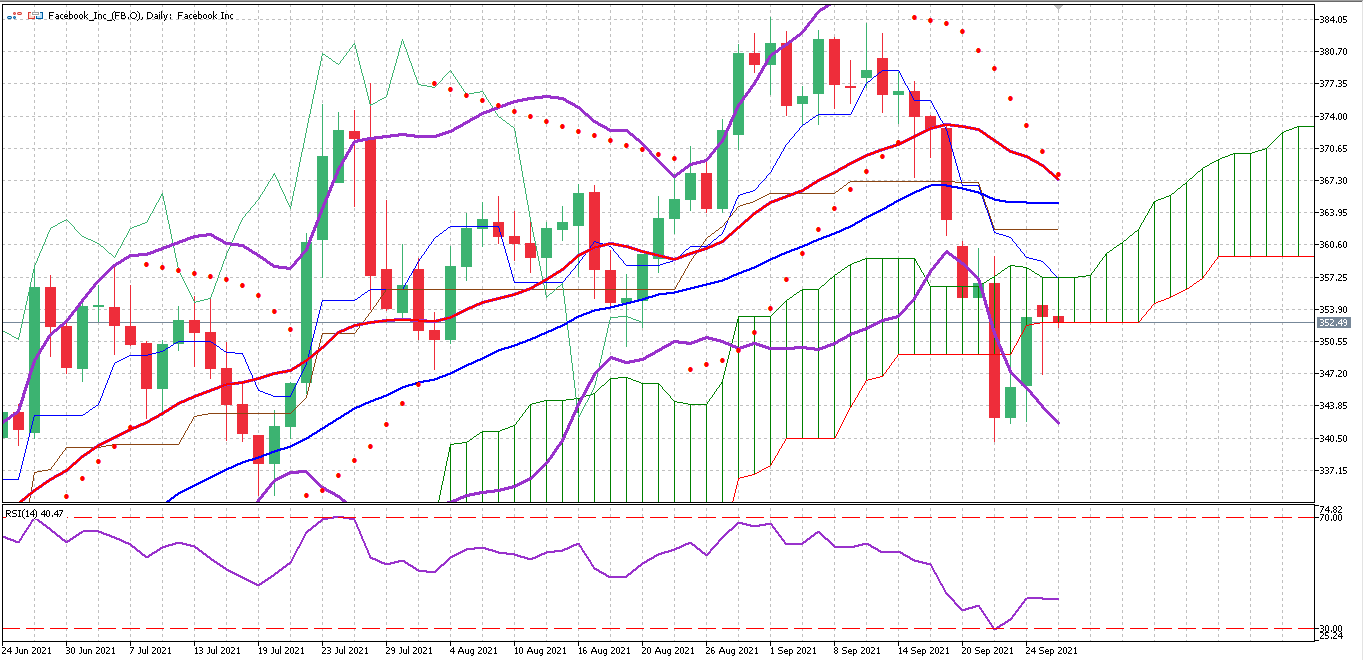 Facebook_Inc_(FB.O), Daily: Facebook Inc
384.05
380.70
377.35
374.00
370.65
367.30
363.95
360.60
357.25
353.90
352.49
350.55
347.20
343.85
340.50
337.15
RSI(14) 40.47
74.82
70.00
30.00
25.24
24 Jun 2021
30 Jun 2021
7 Jul 2021
13 Jul 2021
19 Jul 2021
23 Jul 2021
29 Jul 2021
4 Aug 2021
10 Aug 2021
16 Aug 2021
20 Aug 2021
26 Aug 2021
1 Sep 2021
8 Sep 2021
14 Sep 2021
20 Sep 2021
24 Sep 2021